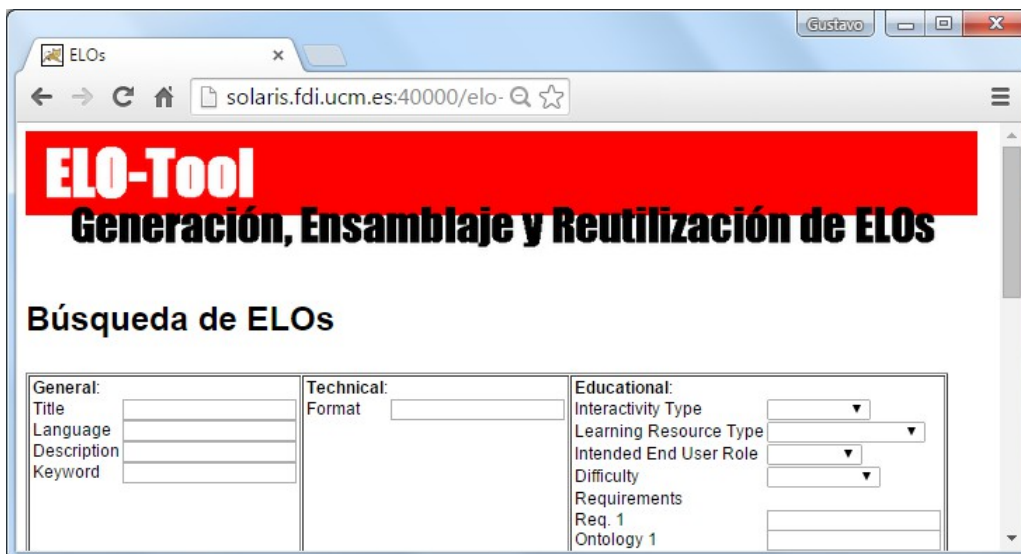 Gustavo
ELOs
solaris.fdi.ucm.es:40000/elo-
ELO-Tool
Generación, Ensamblaje y Reutilización de ELOs
Búsqueda de ELOs
General:
Title
Language
Description
Keyword
Technical:
Format
Educational:
Interactivity Type
Learning Resource Type
Intended End User Role
Difficulty
Requirements
Req. 1
Ontology 1